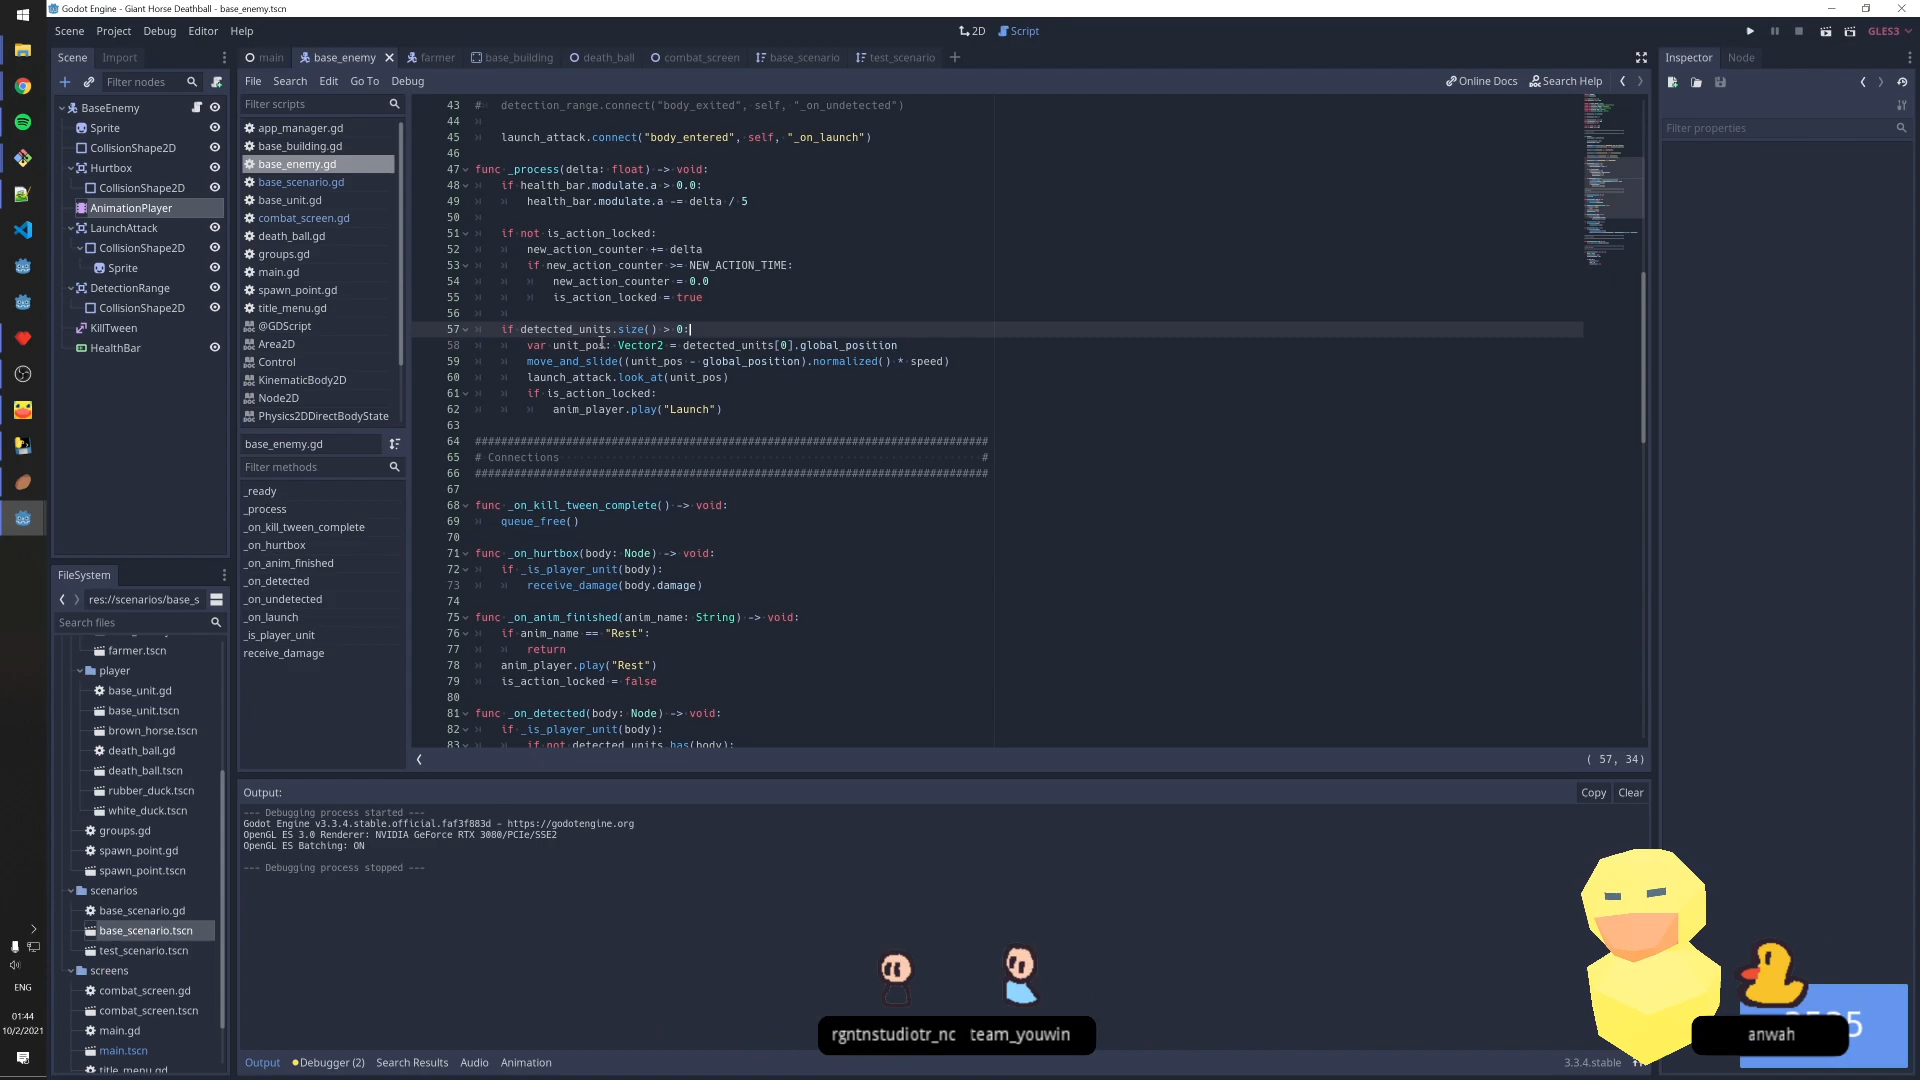 Godot Engine - Giant Horse Deathball - base_enemy.tscn
Scene Project Debug Editor Help
2D Script
GLES3
Scene Import
main base_enemy farmer base_building death_ball combat_screen base_scenario test_scenario
Inspector Node
Filter nodes
File Search Edit Go To Debug
Online Docs Search Help
BaseEnemy
Sprite
CollisionShape2D
Hurtbox
CollisionShape2D
AnimationPlayer
LaunchAttack
CollisionShape2D
Sprite
DetectionRange
CollisionShape2D
KillTween
HealthBar
Filter scripts
app_manager.gd
base_building.gd
base_enemy.gd
base_scenario.gd
base_unit.gd
combat_screen.gd
death_ball.gd
groups.gd
main.gd
spawn_point.gd
title_menu.gd
@GDScript
Area2D
Control
KinematicBody2D
Node2D
Physics2DDirectBodyState
base_enemy.gd
Filter methods
_ready
_process
_on_kill_tween_complete
_on_hurtbox
_on_anim_finished
_on_detected
_on_undetected
_on_launch
_is_player_unit
receive_damage
43 # detection_range.connect("body_exited", self, "_on_undetected")
44
45 launch_attack.connect("body_entered", self, "_on_launch")
46
47 func _process(delta: float) -> void:
48 if health_bar.modulate.a > 0.0:
49 health_bar.modulate.a -= delta / 5
50
51 if not is_action_locked:
52 new_action_counter += delta
53 if new_action_counter >= NEW_ACTION_TIME:
54 new_action_counter = 0.0
55 is_action_locked = true
56
57 if detected_units.size() > 0:
58 var unit_pos: Vector2 = detected_units[0].global_position
59 move_and_slide((unit_pos - global_position).normalized() * speed)
60 launch_attack.look_at(unit_pos)
61 if is_action_locked:
62 anim_player.play("Launch")
63
64 ###############################################################################
65 # Connections #
66 ###############################################################################
67
68 func _on_kill_tween_complete() -> void:
69 queue_free()
70
71 func _on_hurtbox(body: Node) -> void:
72 if _is_player_unit(body):
73 receive_damage(body.damage)
74
75 func _on_anim_finished(anim_name: String) -> void:
76 if anim_name == "Rest":
77 return
78 anim_player.play("Rest")
79 is_action_locked = false
80
81 func _on_detected(body: Node) -> void:
82 if _is_player_unit(body):
83 if not detected_units.has(body):
( 57, 34)
Filter properties
FileSystem
res://scenarios/base_s
Search files
farmer.tscn
player
base_unit.gd
base_unit.tscn
brown_horse.tscn
death_ball.gd
death_ball.tscn
rubber_duck.tscn
white_duck.tscn
groups.gd
spawn_point.gd
spawn_point.tscn
scenarios
base_scenario.gd
base_scenario.tscn
test_scenario.tscn
screens
combat_screen.gd
combat_screen.tscn
main.gd
main.tscn
title_menu.gd
Output:
Copy Clear
--- Debugging process started ---
Godot Engine v3.3.4.stable.official.faf3f883d - https://godotengine.org
OpenGL ES 3.0 Renderer: NVIDIA GeForce RTX 3080/PCIe/SSE2
OpenGL ES Batching: ON
--- Debugging process stopped ---
Output Debugger (2) Search Results Audio Animation
3.3.4.stable
rgntnstudiotr_nc team_youwin
anwah
ENG
01:44
10/2/2021